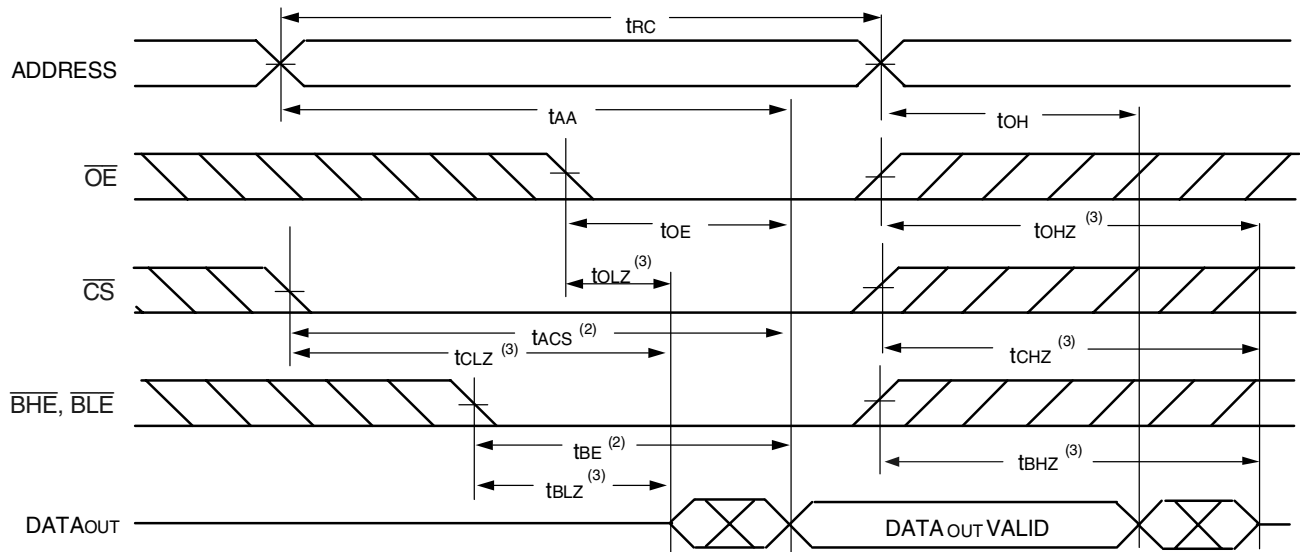 tRC
ADDRESS
tAA
tOH
OE
tOE
tOHZ (3)
tOLZ (3)
CS
tACS (2)
tCLZ (3)
tCHZ (3)
BHE, BLE
tBE (2)
tBHZ (3)
tBLZ (3)
DATAOUT
DATA OUT VALID